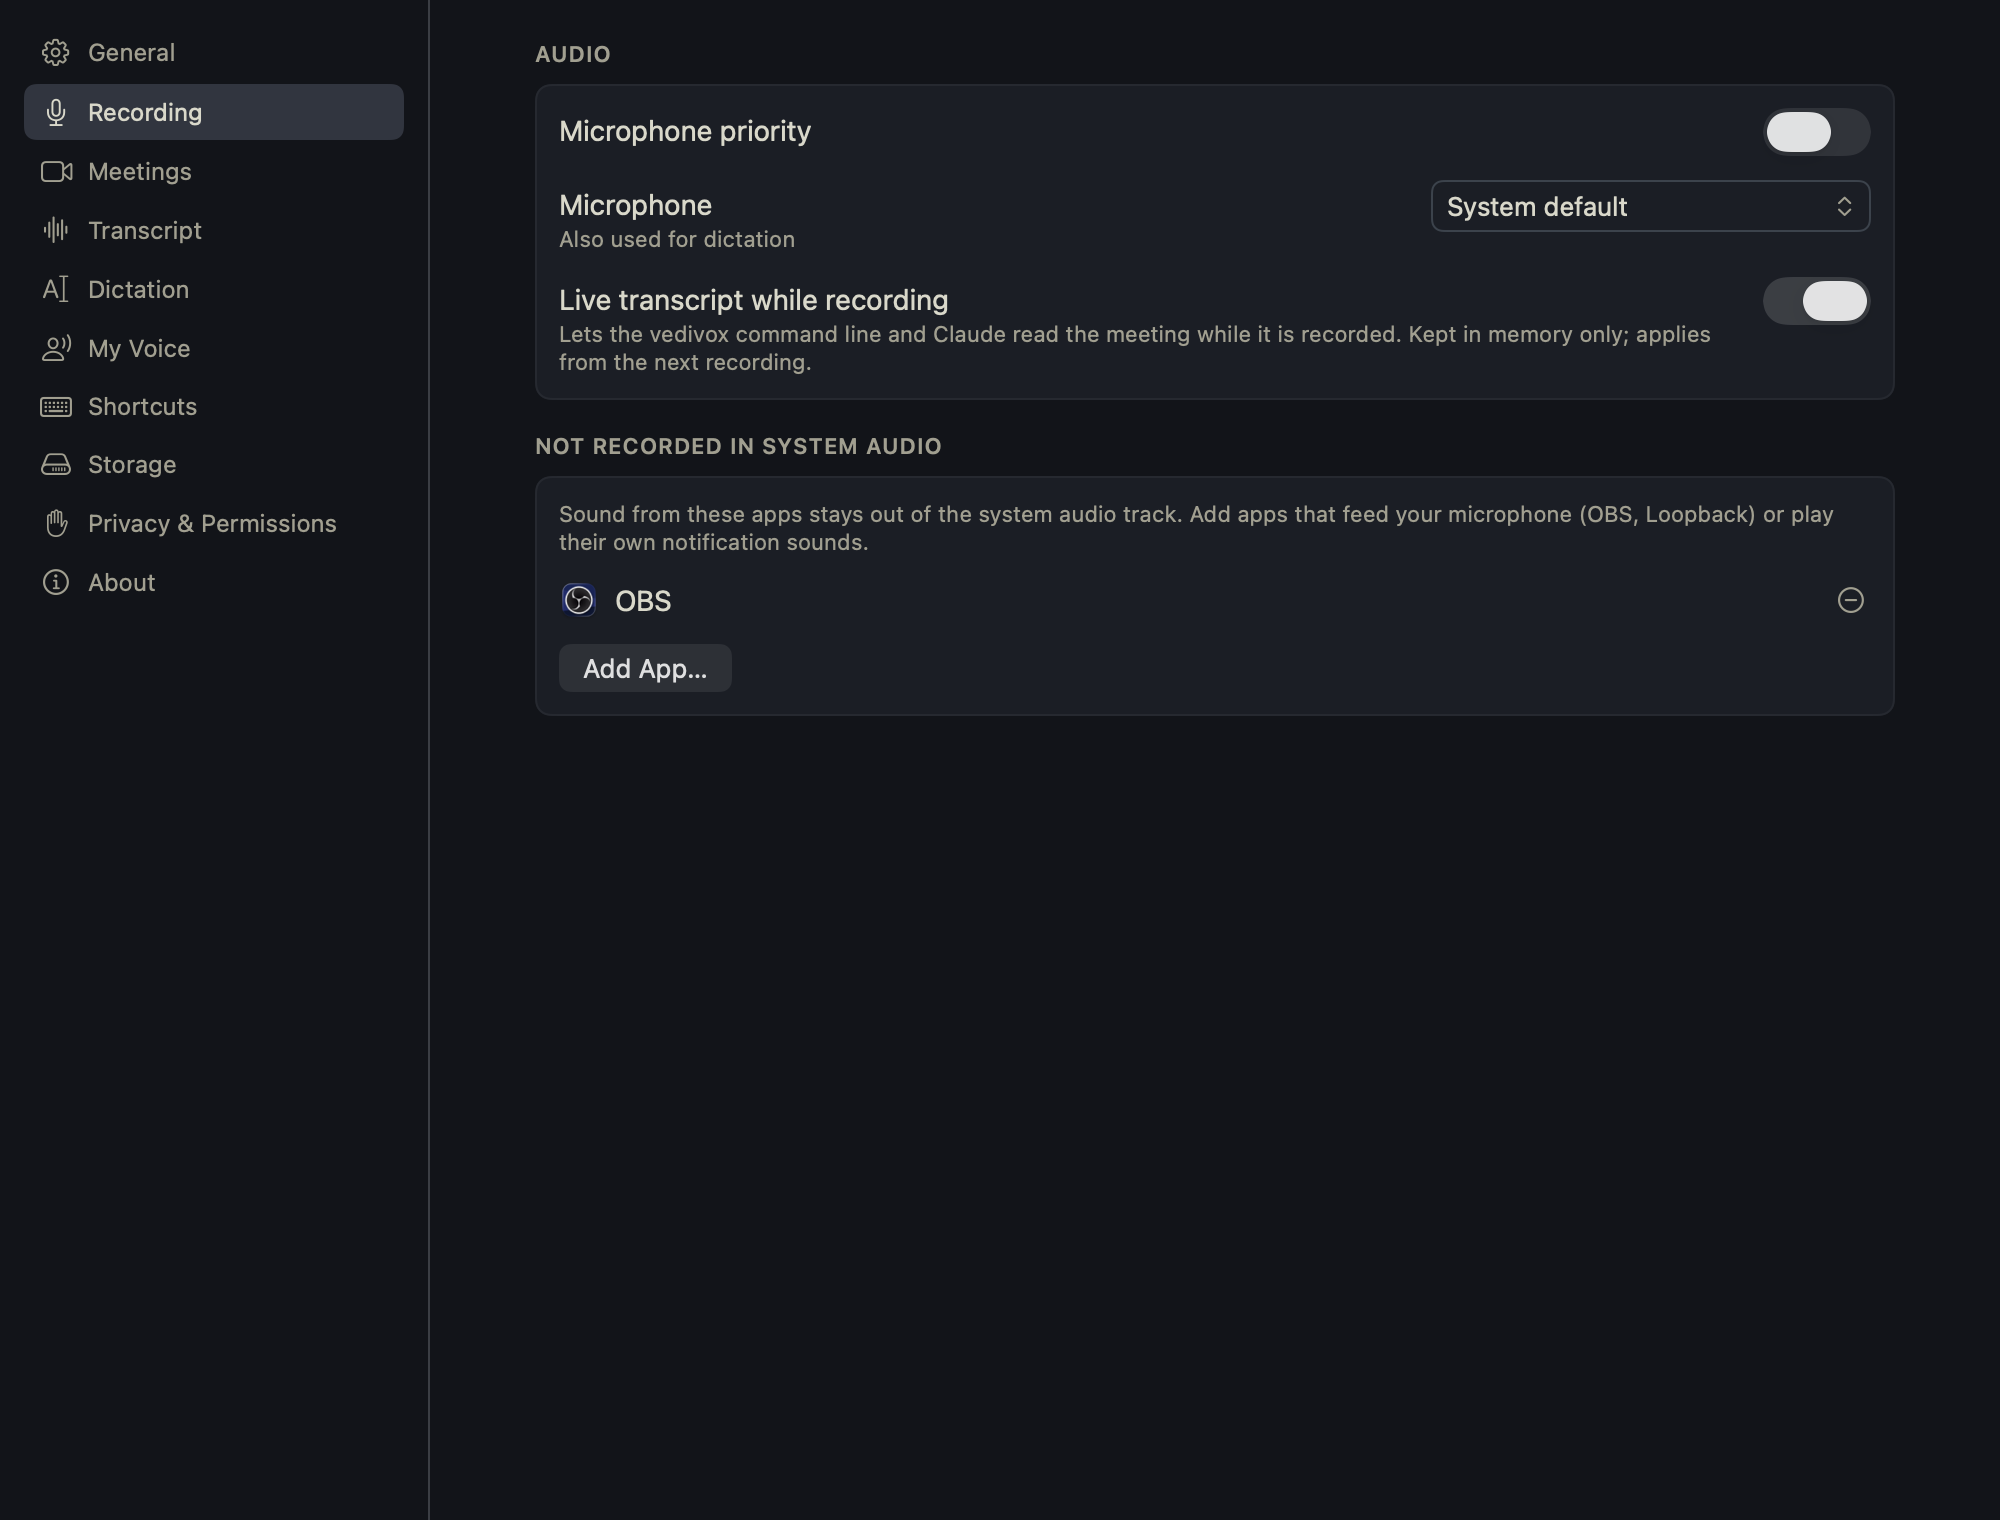 General
Recording
Meetings
Transcript
Dictation
My Voice
Shortcuts
Storage
Privacy & Permissions
About
AUDIO
Microphone priority
Microphone
System default
Also used for dictation
Live transcript while recording
Lets the vedivox command line and Claude read the meeting while it is recorded. Kept in memory only; applies
from the next recording.
NOT RECORDED IN SYSTEM AUDIO
Sound from these apps stays out of the system audio track. Add apps that feed your microphone (OBS, Loopback) or play
their own notification sounds.
OBS
Add App...